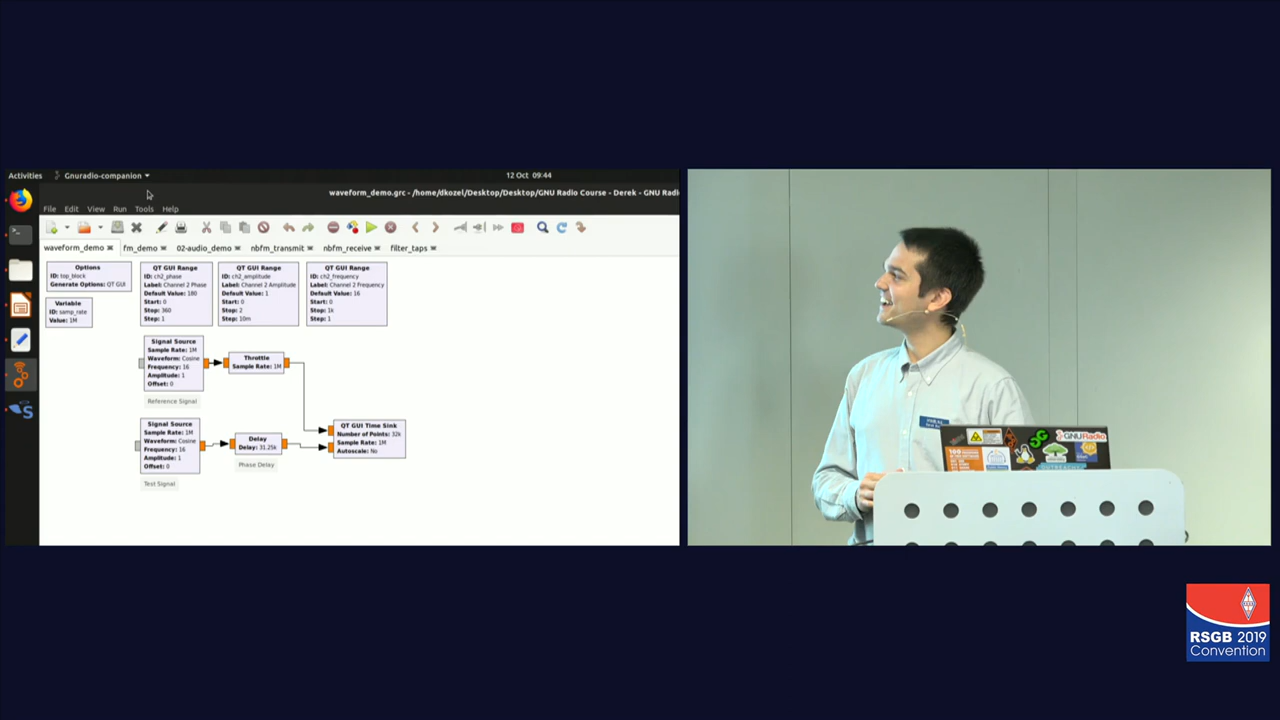 Activities
Gnuradio-companion
12 Oct 09:44
waveform_demo.grc - /home/dkozel/Desktop/Desktop/GNU Radio Course - Derek - GNU Radi
File Edit View Run Tools Help
waveform_demo fm_demo 02-audio_demo nbfm_transmit nbfm_receive filter_taps
Options
ID: top_block
Generate Options: QT GUI
Variable
ID: samp_rate
Value: 1M
QT GUI Range
ID: ch2_phase
Label: Channel 2 Phase
Default Value: 180
Start: 0
Stop: 360
Step: 1
QT GUI Range
ID: ch2_amplitude
Label: Channel 2 Amplitude
Default Value: 1
Start: 0
Stop: 2
Step: 10m
QT GUI Range
ID: ch2_frequency
Label: Channel 2 Frequency
Default Value: 16
Start: 0
Stop: 1k
Step: 1
Signal Source
Sample Rate: 1M
Waveform: Cosine
Frequency: 16
Amplitude: 1
Offset: 0
Reference Signal
Throttle
Sample Rate: 1M
Signal Source
Sample Rate: 1M
Waveform: Cosine
Frequency: 16
Amplitude: 1
Offset: 0
Test Signal
Delay
Delay: 31.25k
Phase Delay
QT GUI Time Sink
Number of Points: 32k
Sample Rate: 1M
Autoscale: No
GNURadio
OUTREACHY
RSGB 2019
Convention